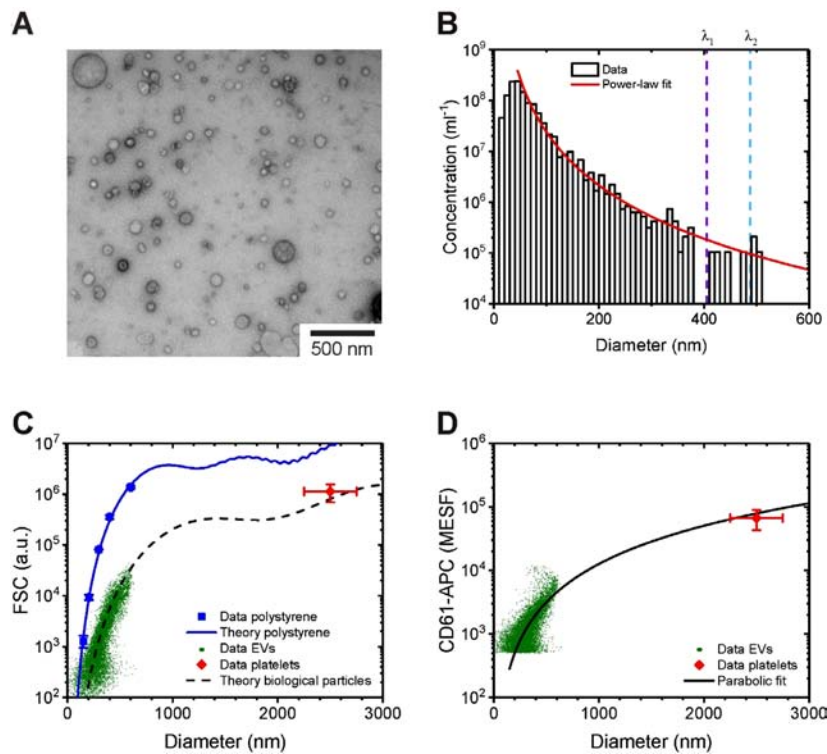 A
500 nm
B
λ1 λ2
10^9
10^8
10^7
10^6
10^5
10^4
Concentration (ml^-1)
Data
Power-law fit
0 200 400 600
Diameter (nm)
C
10^7
10^6
10^5
10^4
10^3
10^2
FSC (a.u.)
Data polystyrene
Theory polystyrene
Data EVs
Data platelets
Theory biological particles
0 1000 2000 3000
Diameter (nm)
D
10^6
10^5
10^4
10^3
10^2
CD61-APC (MESF)
Data EVs
Data platelets
Parabolic fit
0 1000 2000 3000
Diameter (nm)